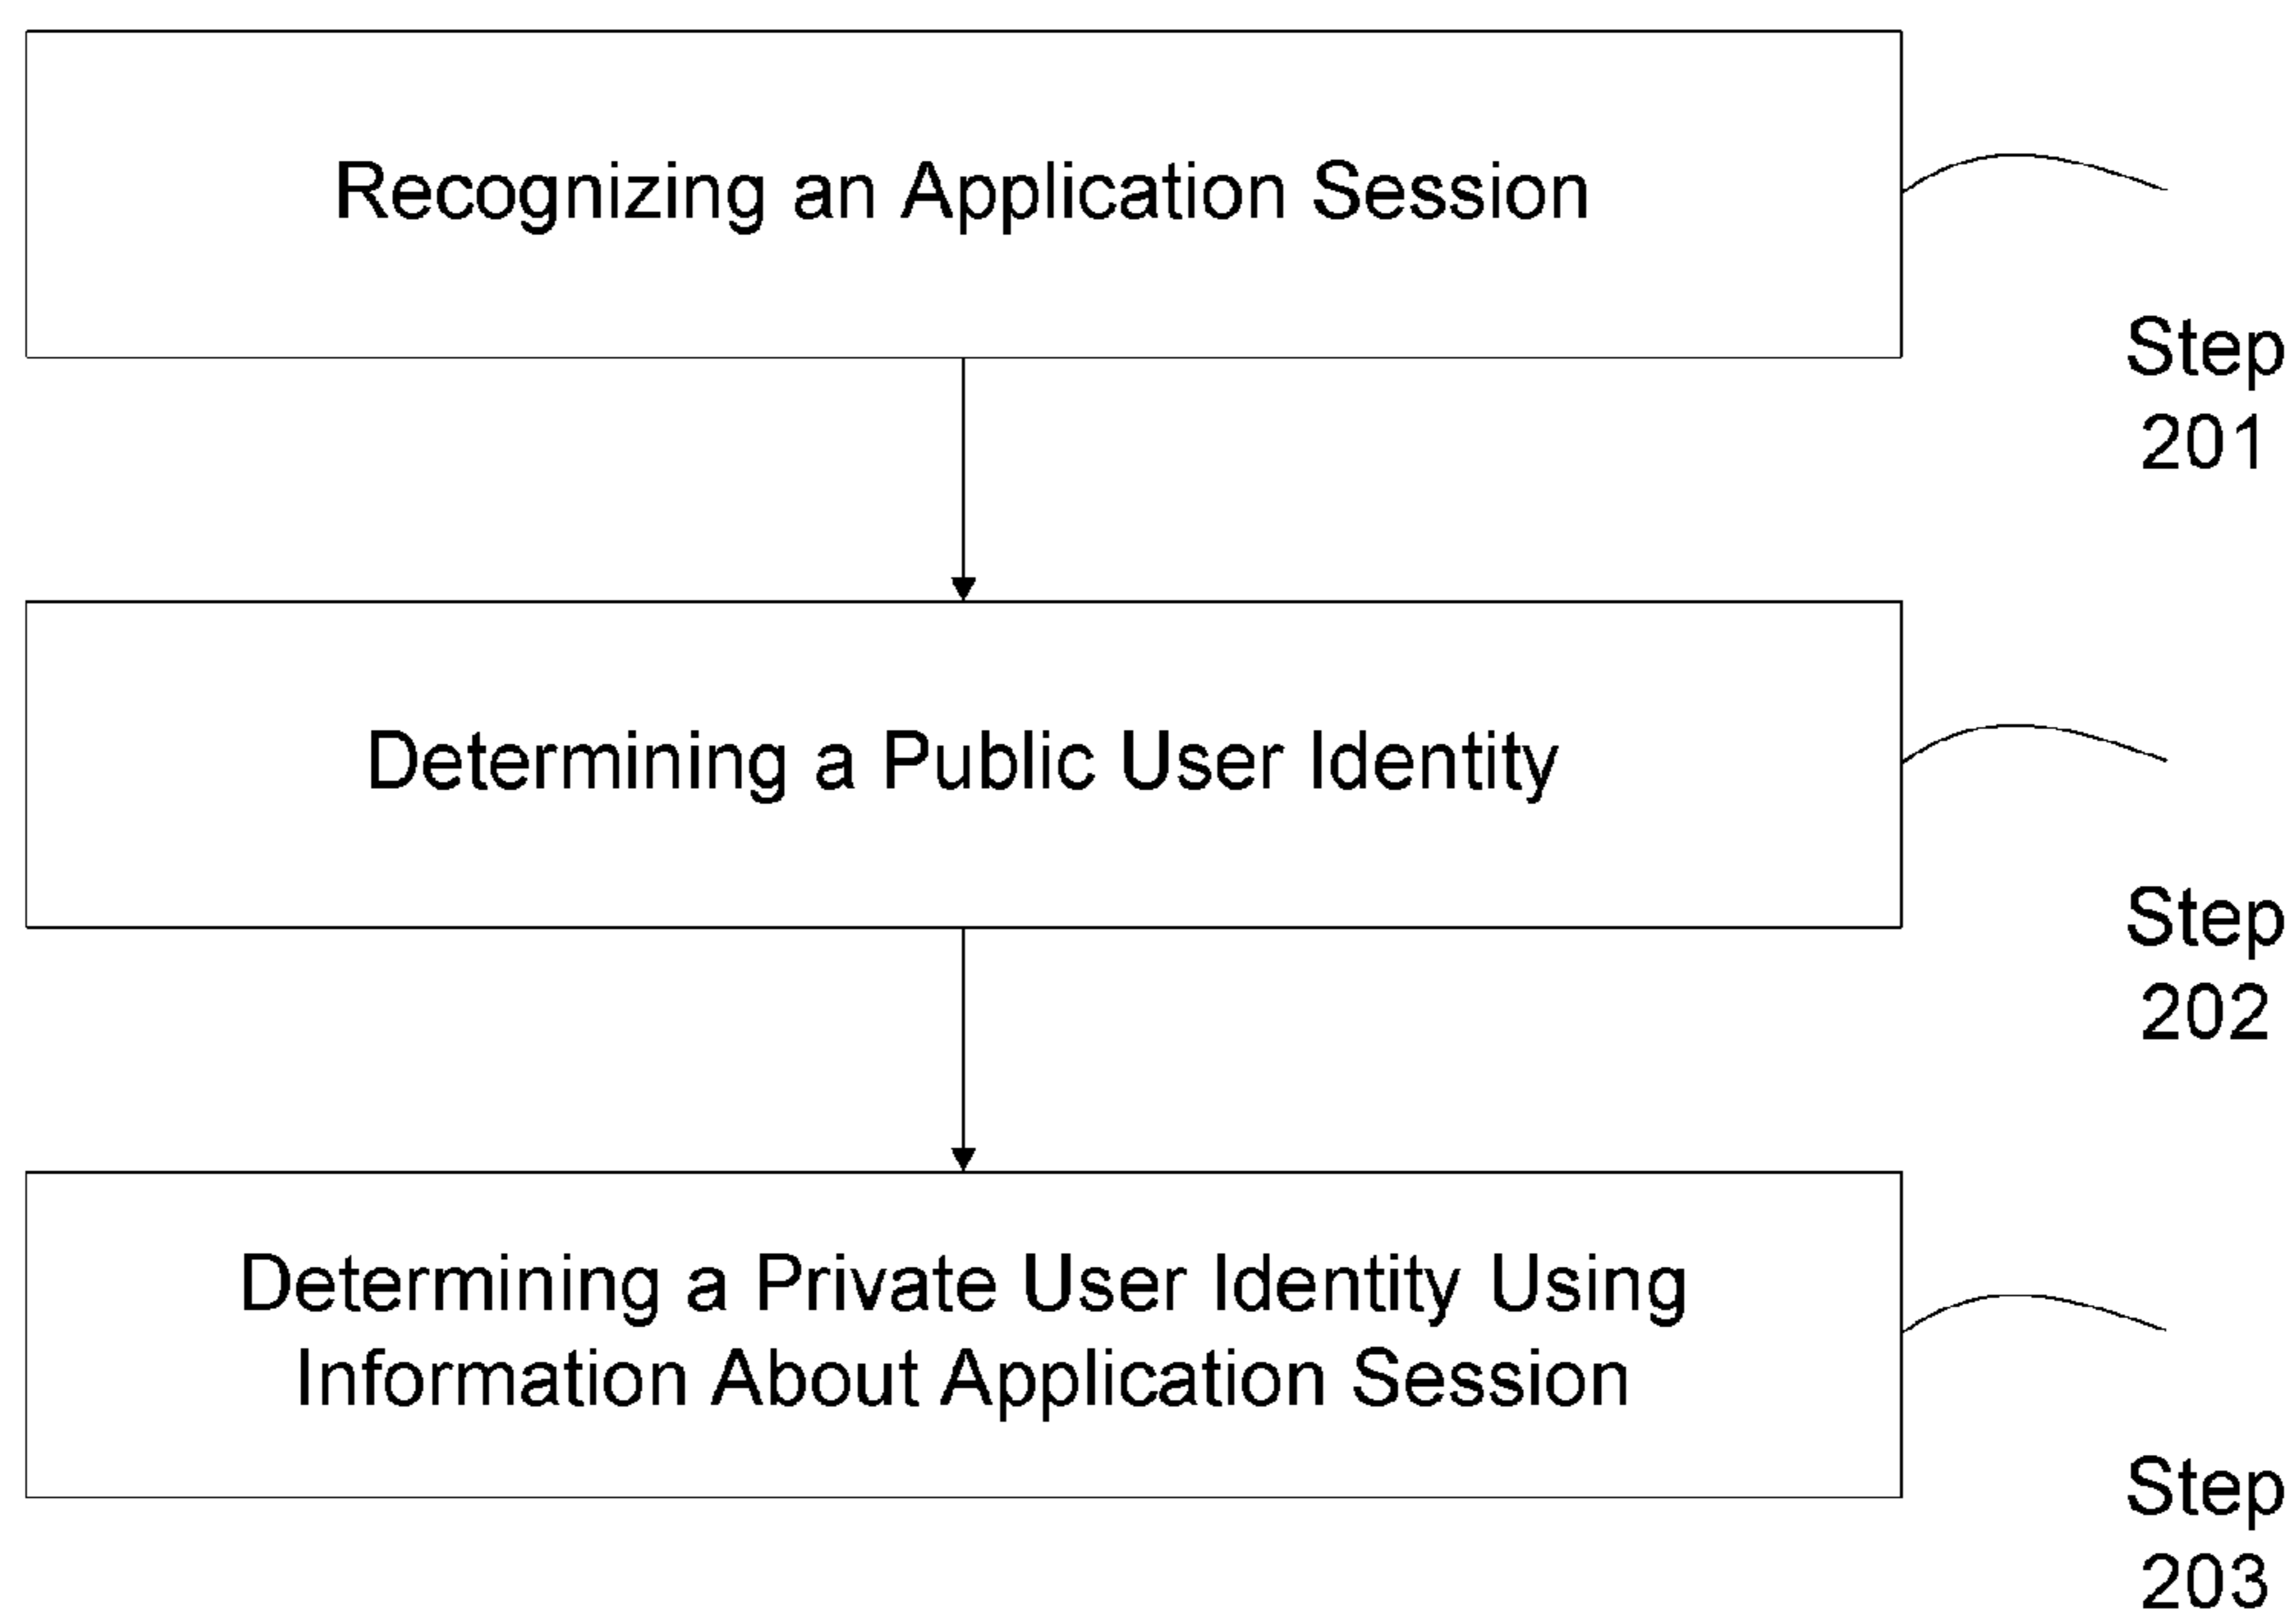 Recognizing an Application Session
Step
201
Determining a Public User Identity
Step
202
Determining a Private User Identity Using
Information About Application Session
Step
203